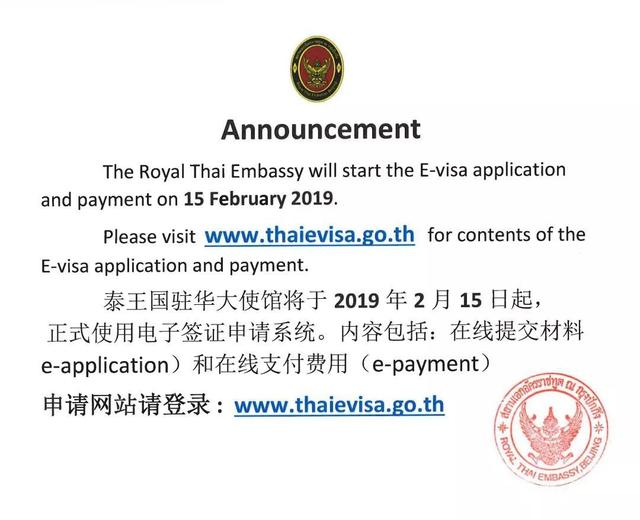 Announcement
The Royal Thai Embassy will start the E-visa application
and payment on 15 February 2019.
Please visit www.thaievisa.go.th for contents of the
E-visa application and payment.
泰王国驻华大使馆将于 2019 年 2 月 15 日起，
正式使用电子签证申请系统。内容包括：在线提交材料
e-application）和在线支付费用（e-payment）
申请网站请登录：www.thaievisa.go.th
สถานเอกอัครราชทูต ณ กรุงปักกิ่ง
ROYAL THAI EMBASSY, BEIJING